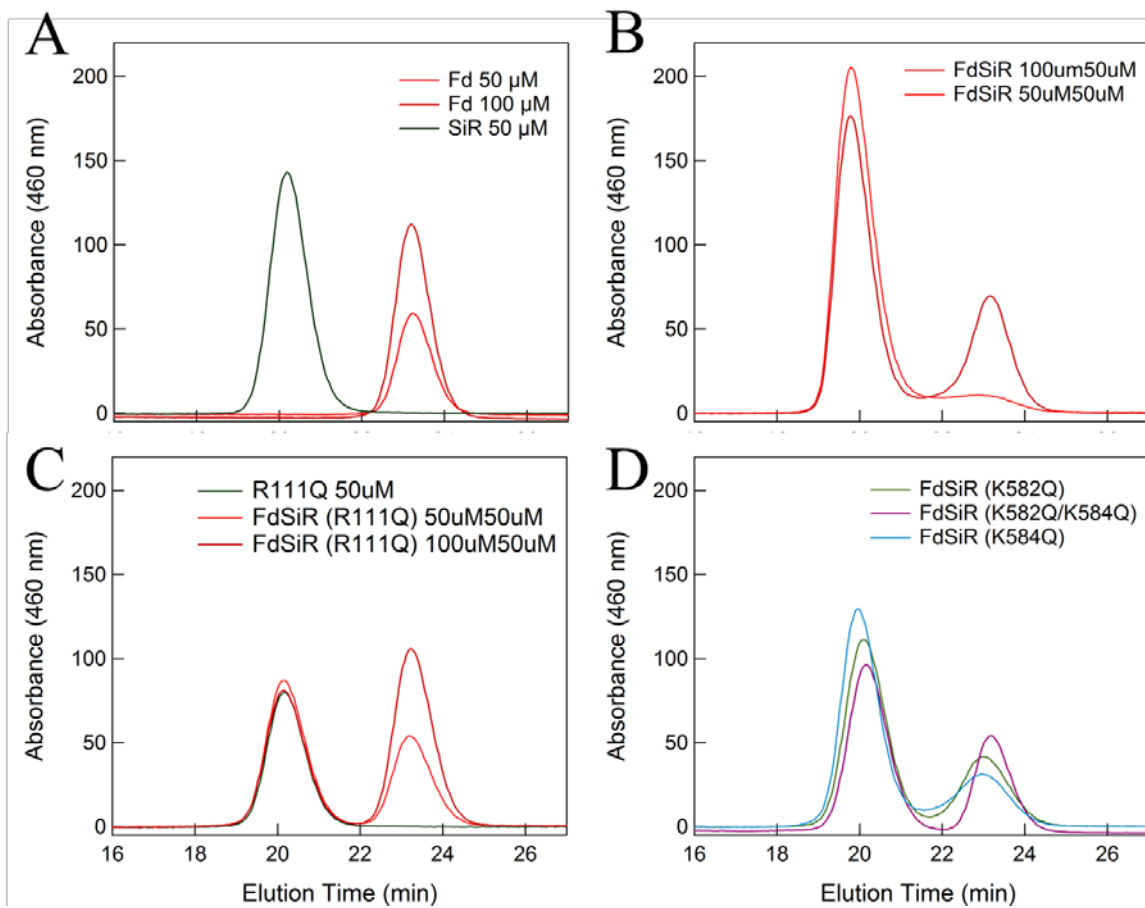 A
Fd 50 µM
Fd 100 µM
SiR 50 µM
Absorbance (460 nm)
200
150
100
50
0
B
FdSiR 100um50uM
FdSiR 50uM50uM
Absorbance (460 nm)
200
150
100
50
0
C
R111Q 50uM
FdSiR (R111Q) 50uM50uM
FdSiR (R111Q) 100uM50uM
Absorbance (460 nm)
200
150
100
50
0
16 18 20 22 24 26
Elution Time (min)
D
FdSiR (K582Q)
FdSiR (K582Q/K584Q)
FdSiR (K584Q)
Absorbance (460 nm)
200
150
100
50
0
16 18 20 22 24 26
Elution Time (min)